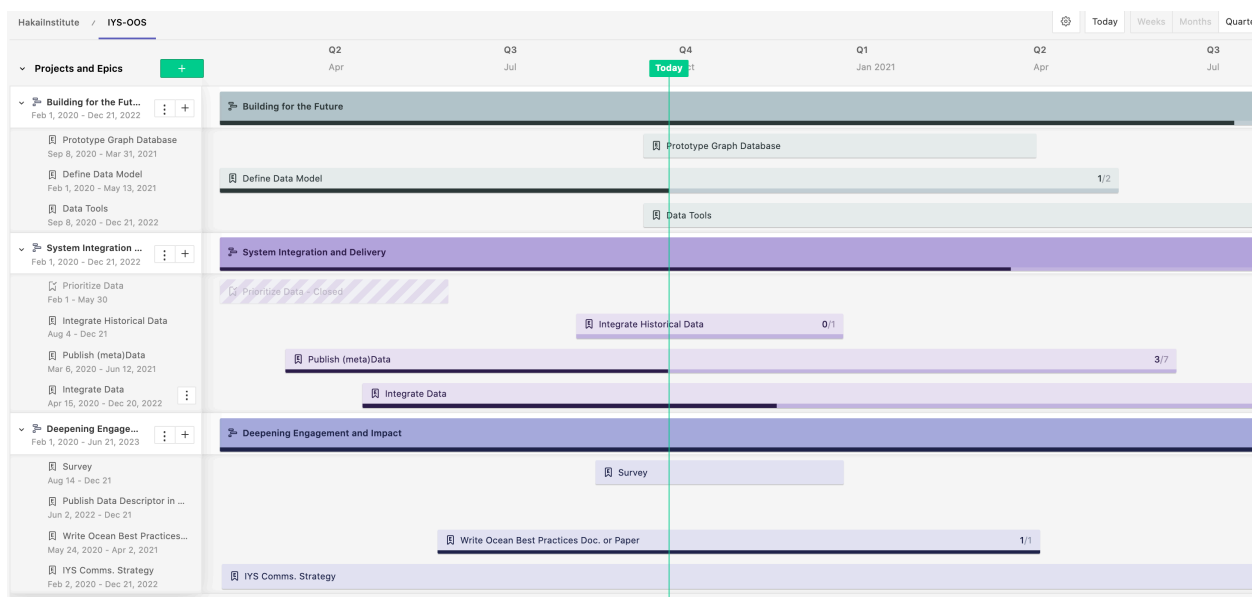 HakaiInstitute / IYS-OOS
Today Weeks Months Quarte
Q2 Q3 Q4 Q1 Q2 Q3
Projects and Epics + Apr Jul Today ct Jan 2021 Apr Jul
Building for the Fut...
Feb 1, 2020 - Dec 21, 2022
Building for the Future
Prototype Graph Database
Sep 8, 2020 - Mar 31, 2021
Prototype Graph Database
Define Data Model
Feb 1, 2020 - May 13, 2021
Define Data Model 1/2
Data Tools
Sep 8, 2020 - Dec 21, 2022
Data Tools
System Integration ...
Feb 1, 2020 - Dec 21, 2022
System Integration and Delivery
Prioritize Data
Feb 1 - May 30
Prioritize Data - Closed
Integrate Historical Data
Aug 4 - Dec 21
Integrate Historical Data 0/1
Publish (meta)Data
Mar 6, 2020 - Jun 12, 2021
Publish (meta)Data 3/7
Integrate Data
Apr 15, 2020 - Dec 20, 2022
Integrate Data
Deepening Engage...
Feb 1, 2020 - Jun 21, 2023
Deepening Engagement and Impact
Survey
Aug 14 - Dec 21
Survey
Publish Data Descriptor in ...
Jun 2, 2022 - Dec 21
Write Ocean Best Practices...
May 24, 2020 - Apr 2, 2021
Write Ocean Best Practices Doc. or Paper 1/1
IYS Comms. Strategy
Feb 2, 2020 - Dec 21, 2022
IYS Comms. Strategy